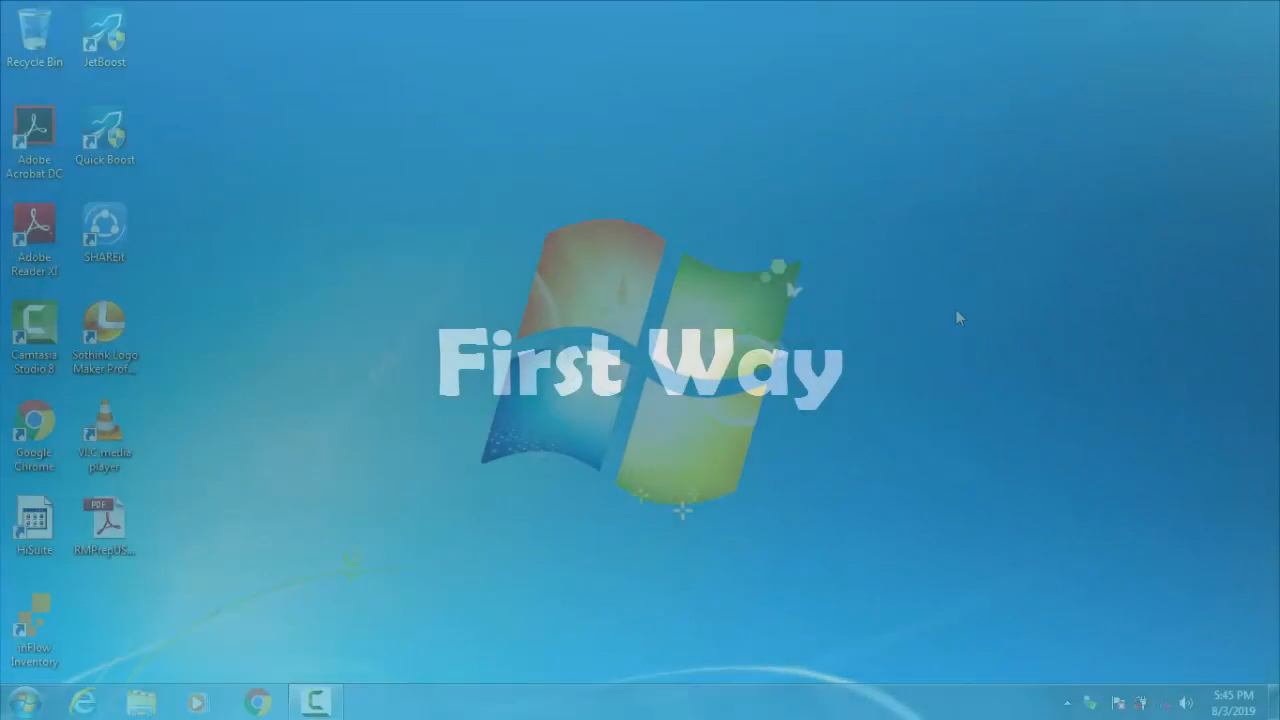 Recycle Bin
JetBoost
Adobe
Acrobat DC
Quick Boost
Adobe
Reader XI
SHAREit
Camtasia
Studio 8
Sothink Logo
Maker Prof...
Google
Chrome
VLC media
player
HiSuite
PDF
RMPrepUS...
inFlow
Inventory
First Way
5:45 PM
8/3/2019